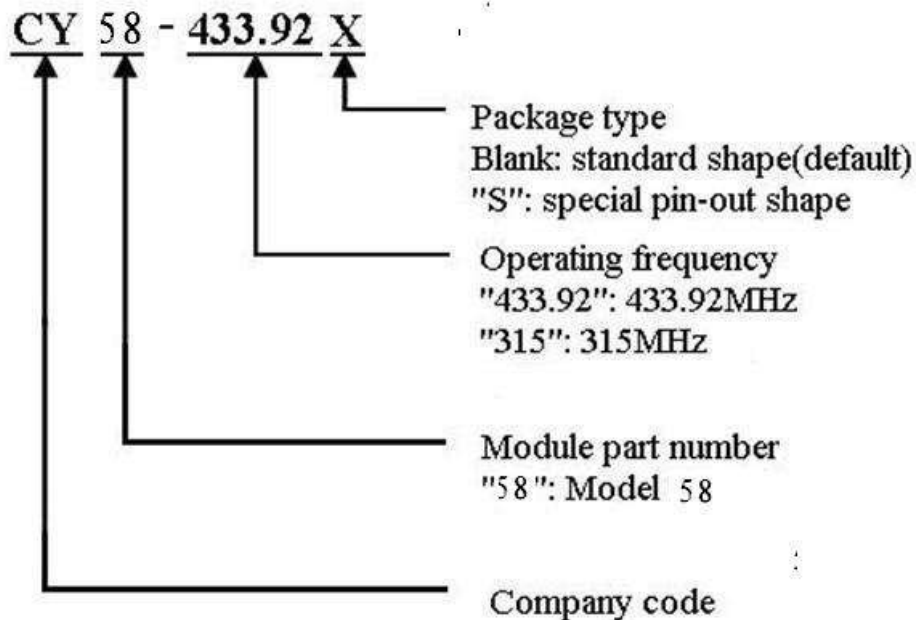 CY 58 - 433.92 X
Package type
Blank: standard shape(default)
"S": special pin-out shape
Operating frequency
"433.92": 433.92MHz
"315": 315MHz
Module part number
"58": Model 58
Company code